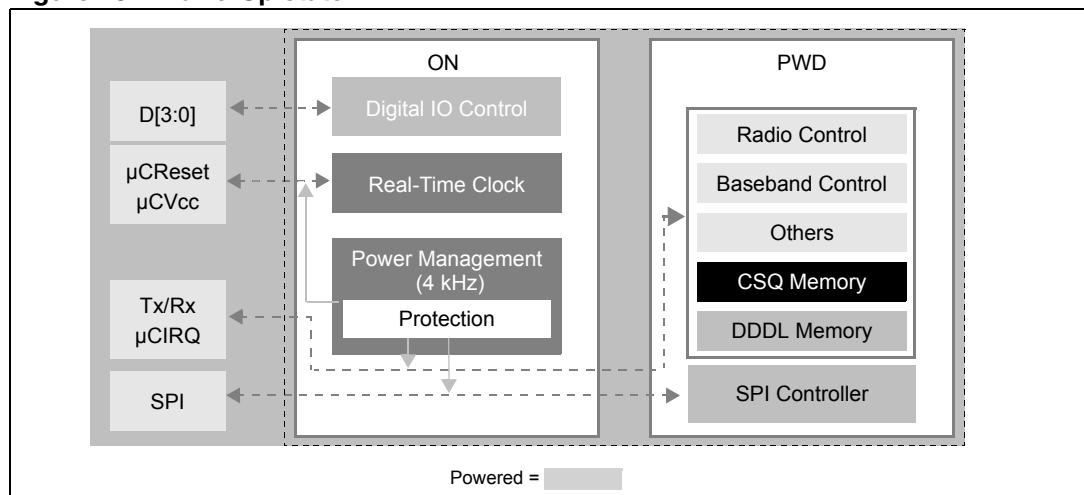 ON
PWD
D[3:0]
Digital IO Control
µCReset
µCVcc
Real-Time Clock
Power Management
(4 kHz)
Protection
Tx/Rx
µCIRQ
SPI
Radio Control
Baseband Control
Others
CSQ Memory
DDDL Memory
SPI Controller
Powered =